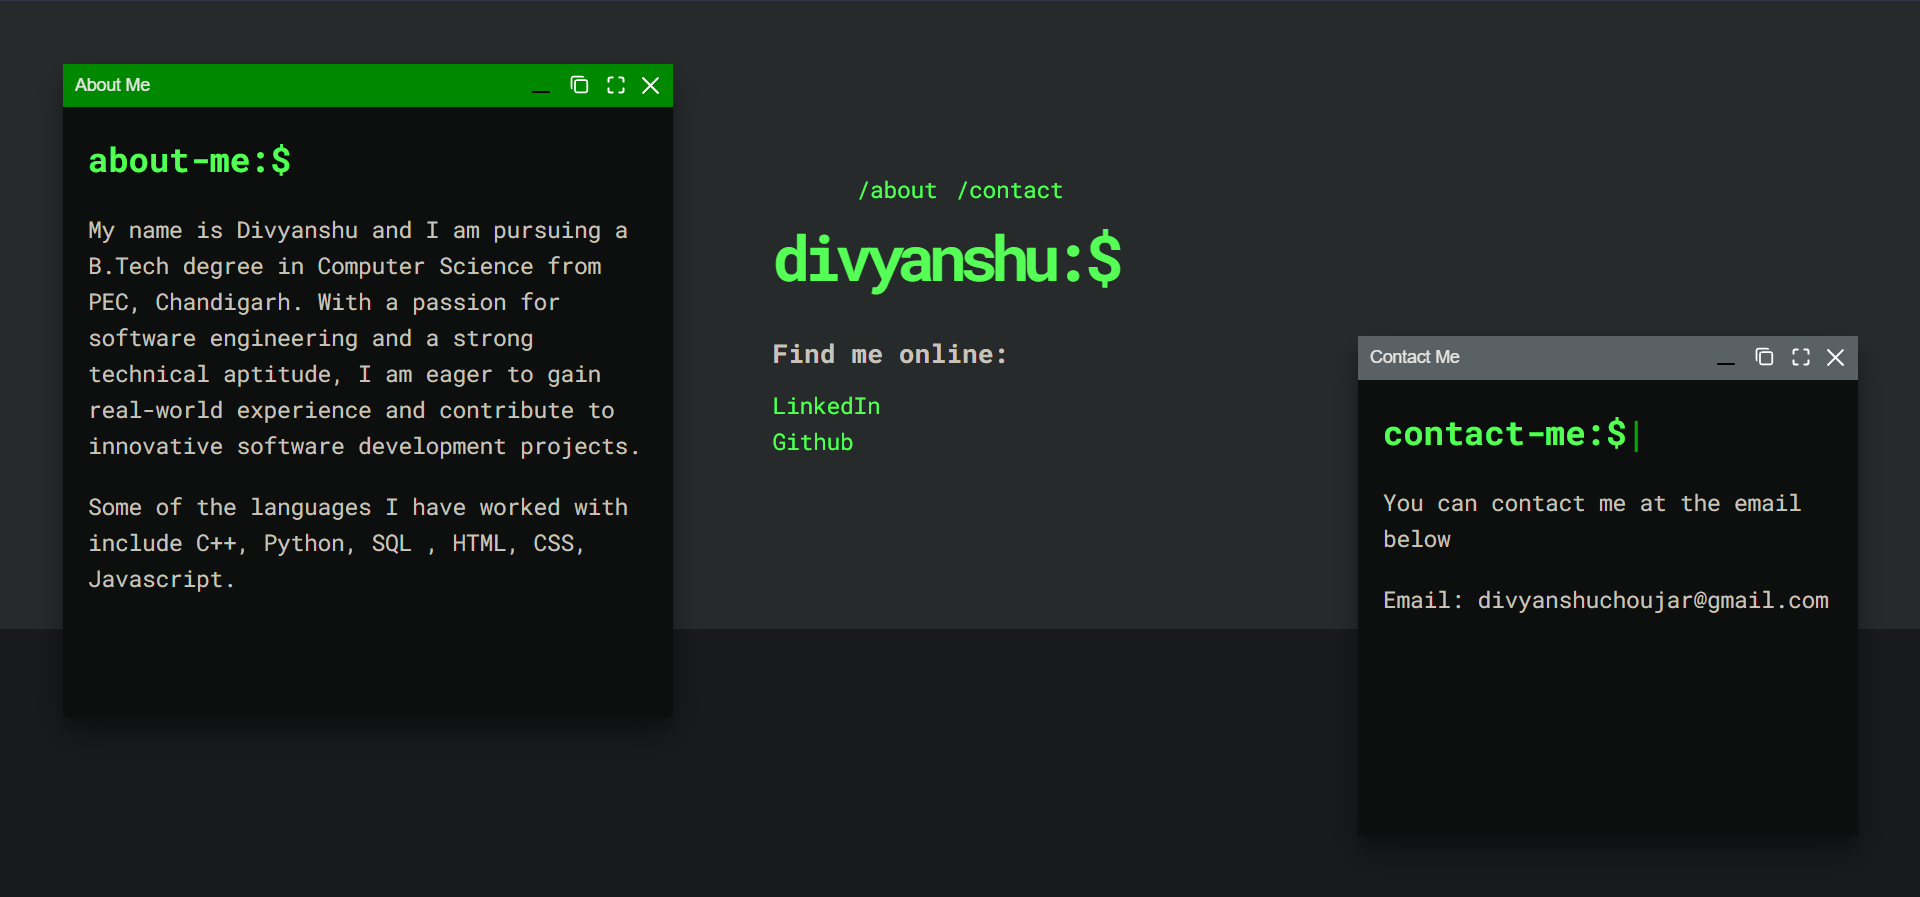 About Me
about-me:$
My name is Divyanshu and I am pursuing a
B.Tech degree in Computer Science from
PEC, Chandigarh. With a passion for
software engineering and a strong
technical aptitude, I am eager to gain
real-world experience and contribute to
innovative software development projects.
Some of the languages I have worked with
include C++, Python, SQL , HTML, CSS,
Javascript.
/about /contact
divyanshu:$
Find me online:
LinkedIn
Github
Contact Me
contact-me:$
You can contact me at the email
below
Email: divyanshuchoujar@gmail.com